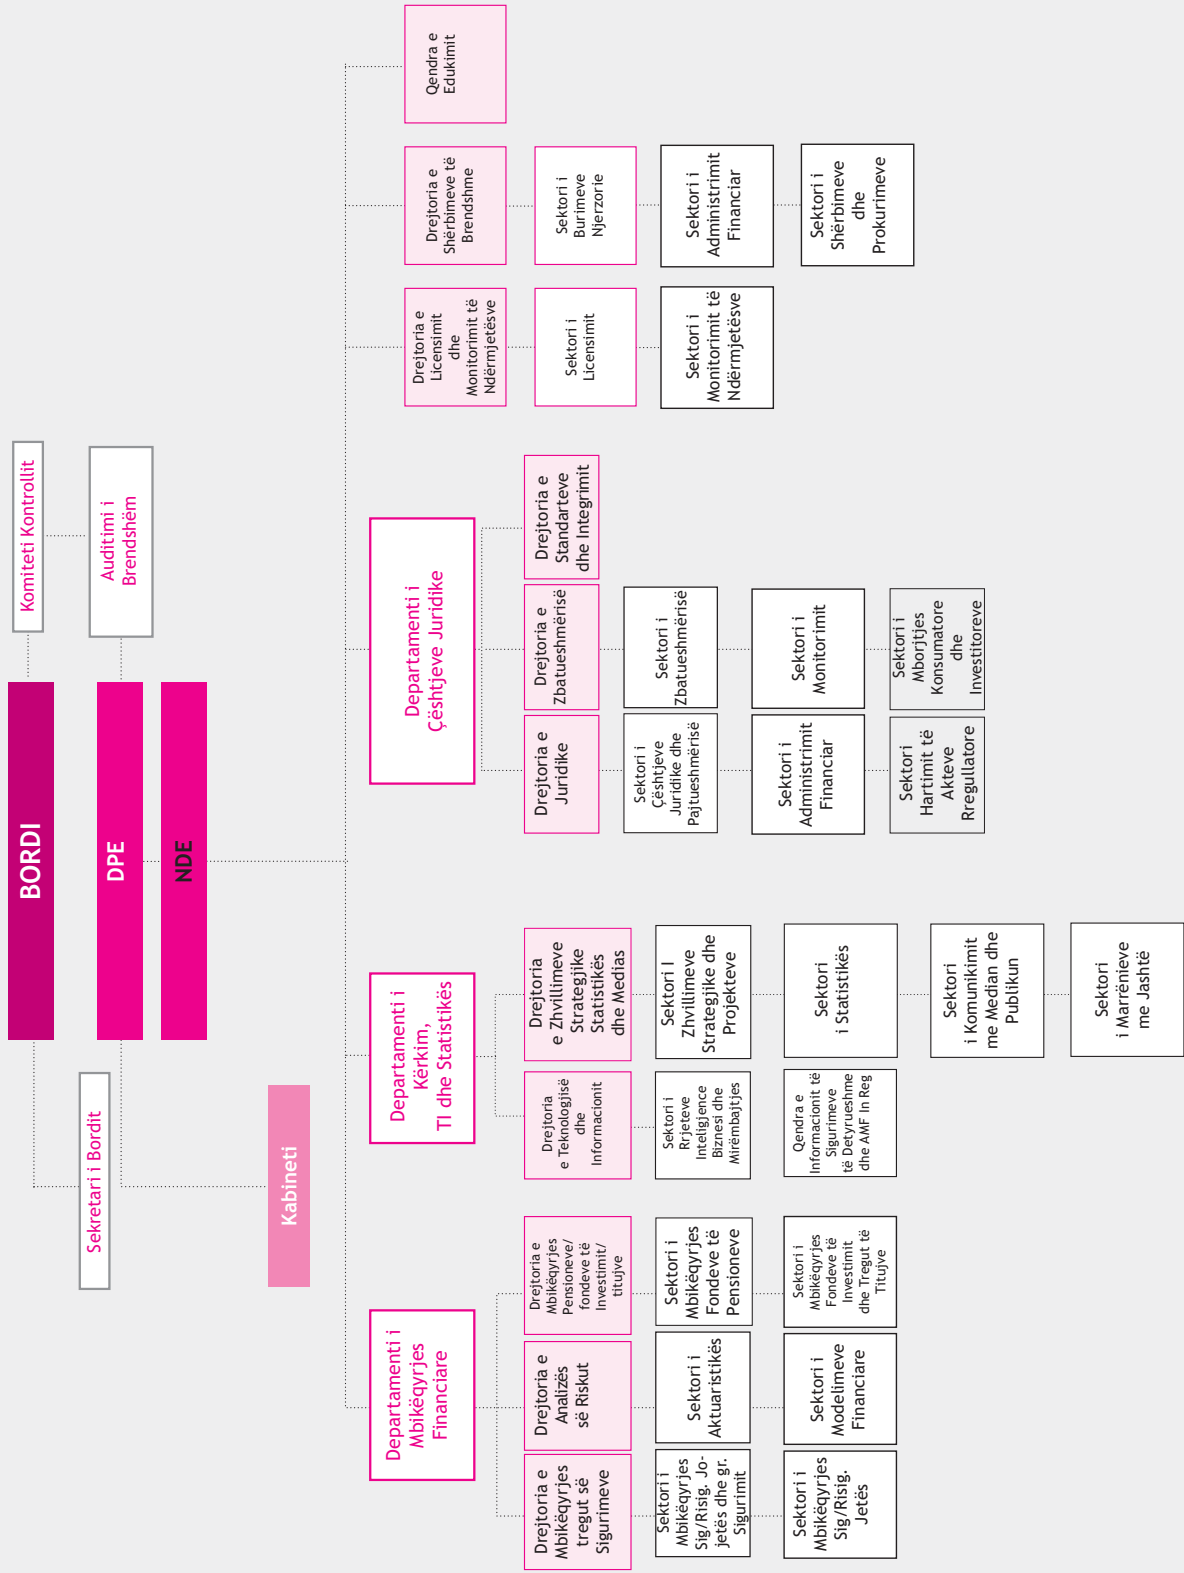 BORDI
Komiteti Kontrollit
Sekretari i Bordit
DPE
Auditimi i
Brendshëm
NDE
Kabineti
Departamenti i
Mbikëqyrjes
Financiare
Drejtoria e
Mbikëqyrjes
tregut së
Sigurimeve
Sektori i
Mbikëqyrjes
Sig/Risig. Jo-
jetës dhe gr.
Sigurimit
Sektori i
Mbikëqyrjes
Sig/Risig.
Jetës
Drejtoria e
Analizës
së Riskut
Sektori i
Aktuaristikës
Sektori i
Modelimeve
Financiare
Drejtoria e
Mbikëqyrjes
Pensioneve/
fondeve të
Investimit/
titujve
Sektori i
Mbikëqyrjes
Fondeve të
Pensioneve
Sektori i
Mbikëqyrjes
Fondeve të
Investimit
dhe Tregut të
Titujve
Departamenti i
Kërkim,
TI dhe Statistikës
Drejtoria
e Teknologjisë
dhe
Informacionit
Sektori i
Rrjeteve
Inteligjence
Biznesi dhe
Mirëmbajtjes
Qendra e
Informacionit të
Sigurimeve
të Detyrueshme
dhe AMF In Reg
Drejtoria
e Zhvillimeve
Strategjike
Statistikës
dhe Medias
Sektori I
Zhvillimeve
Strategjike dhe
Projekteve
Sektori
i Statistikës
Sektori
i Komunikimit
me Median dhe
Publikun
Sektori
i Marrënieve
me Jashtë
Departamenti i
Çështjeve Juridike
Drejtoria e
Juridike
Sektori i
Çështjeve
Juridike dhe
Pajtueshmërisë
Sektori i
Administrimit
Financiar
Sektori
Hartimit të
Akteve
Rregullatore
Drejtoria e
Zbatueshmërisë
Sektori i
Zbatueshmërisë
Sektori i
Monitorimit
Sektori i
Mborjtjes
Konsumatore
dhe
Investitoreve
Drejtoria e
Standarteve
dhe Integrimit
Drejtoria e
Licensimit
dhe
Monitorimit të
Ndërmjetësve
Sektori i
Licensimit
Sektori i
Monitorimit të
Ndërmjetësve
Drejtoria e
Shërbimeve të
Brendshme
Sektori i
Burimeve
Njerzorie
Sektori i
Administrimit
Financiar
Sektori i
Shërbimeve
dhe
Prokurimeve
Qendra e
Edukimit